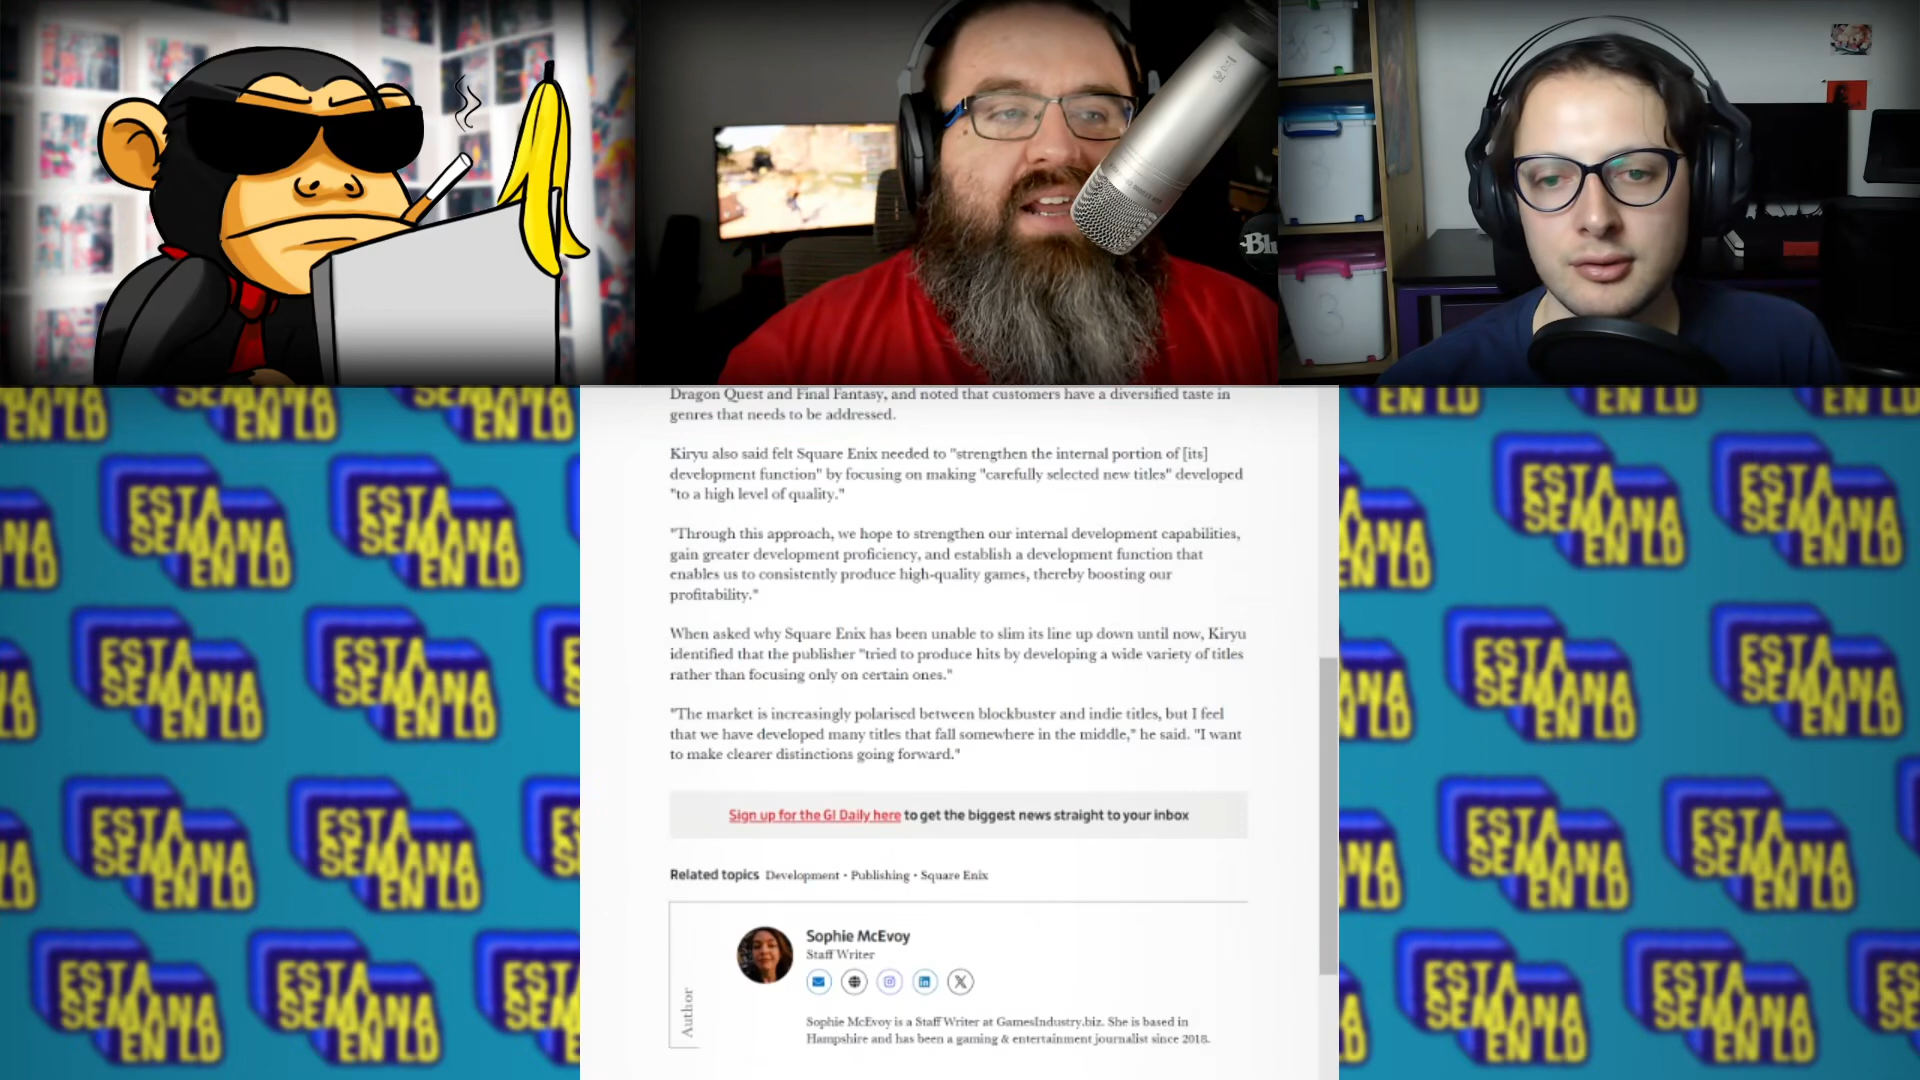 Blu
Dragon Quest and Final Fantasy, and noted that customers have a diversified taste in
genres that needs to be addressed.
Kiryu also said felt Square Enix needed to "strengthen the internal portion of [its]
development function" by focusing on making "carefully selected new titles" developed
"to a high level of quality."
"Through this approach, we hope to strengthen our internal development capabilities,
gain greater development proficiency, and establish a development function that
enables us to consistently produce high-quality games, thereby boosting our
profitability."
When asked why Square Enix has been unable to slim its line up down until now, Kiryu
identified that the publisher "tried to produce hits by developing a wide variety of titles
rather than focusing only on certain ones."
"The market is increasingly polarised between blockbuster and indie titles, but I feel
that we have developed many titles that fall somewhere in the middle," he said. "I want
to make clearer distinctions going forward."
Sign up for the GI Daily here to get the biggest news straight to your inbox
Related topics Development • Publishing • Square Enix
Author
Sophie McEvoy
Staff Writer
Sophie McEvoy is a Staff Writer at GamesIndustry.biz. She is based in
Hampshire and has been a gaming & entertainment journalist since 2018.
ESTA
SEMANA
EN LD